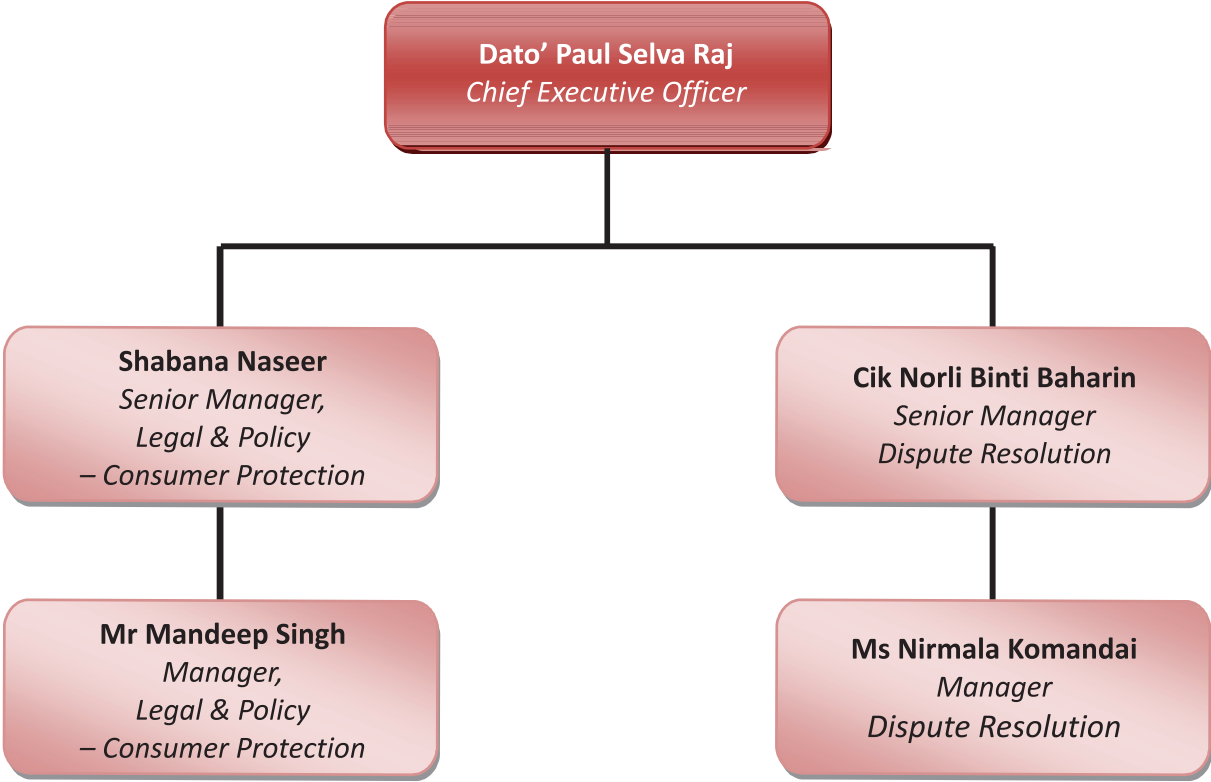 Dato’ Paul Selva Raj
Chief Executive Officer
Shabana Naseer
Senior Manager,
Legal & Policy
– Consumer Protection
Cik Norli Binti Baharin
Senior Manager
Dispute Resolution
Mr Mandeep Singh
Manager,
Legal & Policy
– Consumer Protection
Ms Nirmala Komandai
Manager
Dispute Resolution